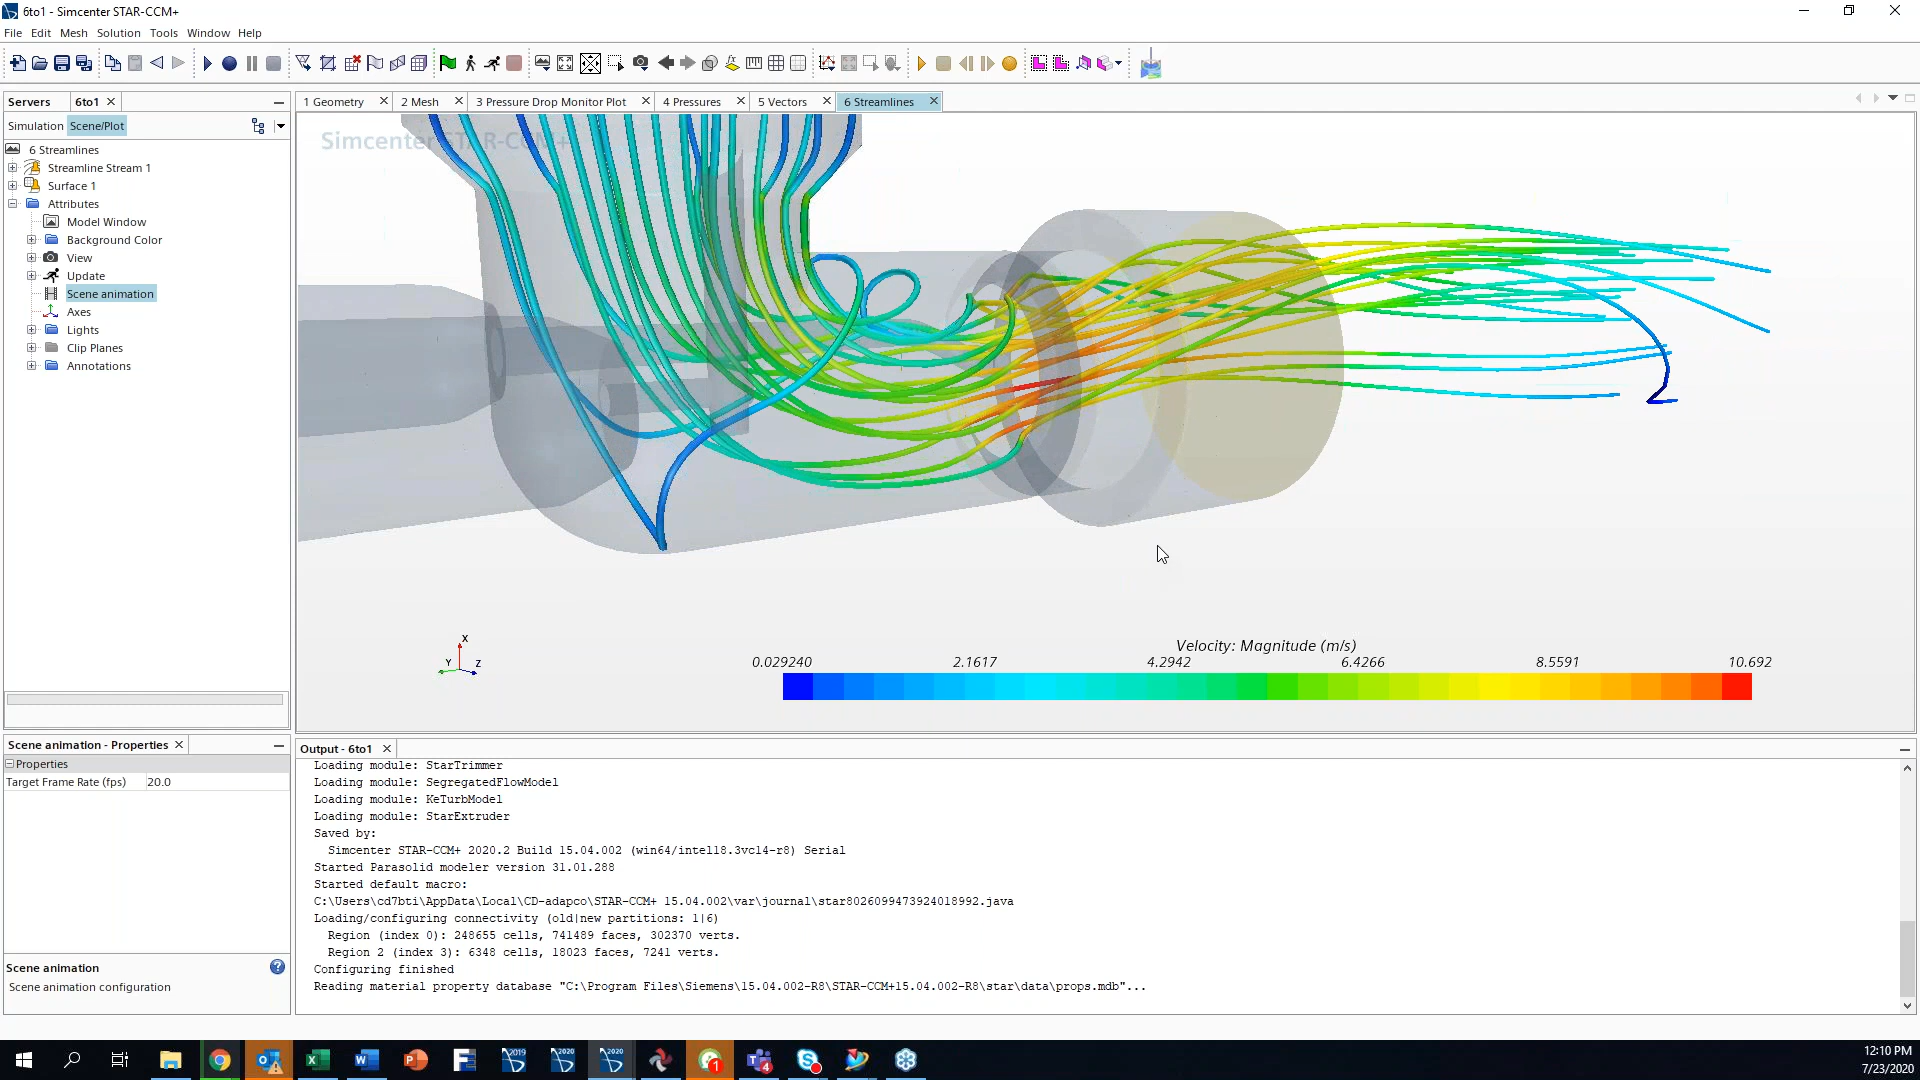 6to1 - Simcenter STAR-CCM+
File Edit Mesh Solution Tools Window Help
Servers 6to1
1 Geometry 2 Mesh 3 Pressure Drop Monitor Plot 4 Pressures 5 Vectors 6 Streamlines
Simulation Scene/Plot
6 Streamlines
Streamline Stream 1
Surface 1
Attributes
Model Window
Background Color
View
Update
Scene animation
Axes
Lights
Clip Planes
Annotations
Simcenter STAR-CCM+
X
Y
Z
Velocity: Magnitude (m/s)
0.029240 2.1617 4.2942 6.4266 8.5591 10.692
Scene animation - Properties
Properties
Target Frame Rate (fps) 20.0
Scene animation
Scene animation configuration
Output - 6to1
Loading module: StarTrimmer
Loading module: SegregatedFlowModel
Loading module: KeTurbModel
Loading module: StarExtruder
Saved by:
Simcenter STAR-CCM+ 2020.2 Build 15.04.002 (win64/intel18.3vc14-r8) Serial
Started Parasolid modeler version 31.01.288
Started default macro:
C:\Users\cd7bti\AppData\Local\CD-adapco\STAR-CCM+ 15.04.002\var\journal\star8026099473924018992.java
Loading/configuring connectivity (old|new partitions: 1|6)
Region (index 0): 248655 cells, 741489 faces, 302370 verts.
Region 2 (index 3): 6348 cells, 18023 faces, 7241 verts.
Configuring finished
Reading material property database "C:\Program Files\Siemens\15.04.002-R8\STAR-CCM+15.04.002-R8\star\data\props.mdb"...
2019
2020
2020
1
4
12:10 PM
7/23/2020